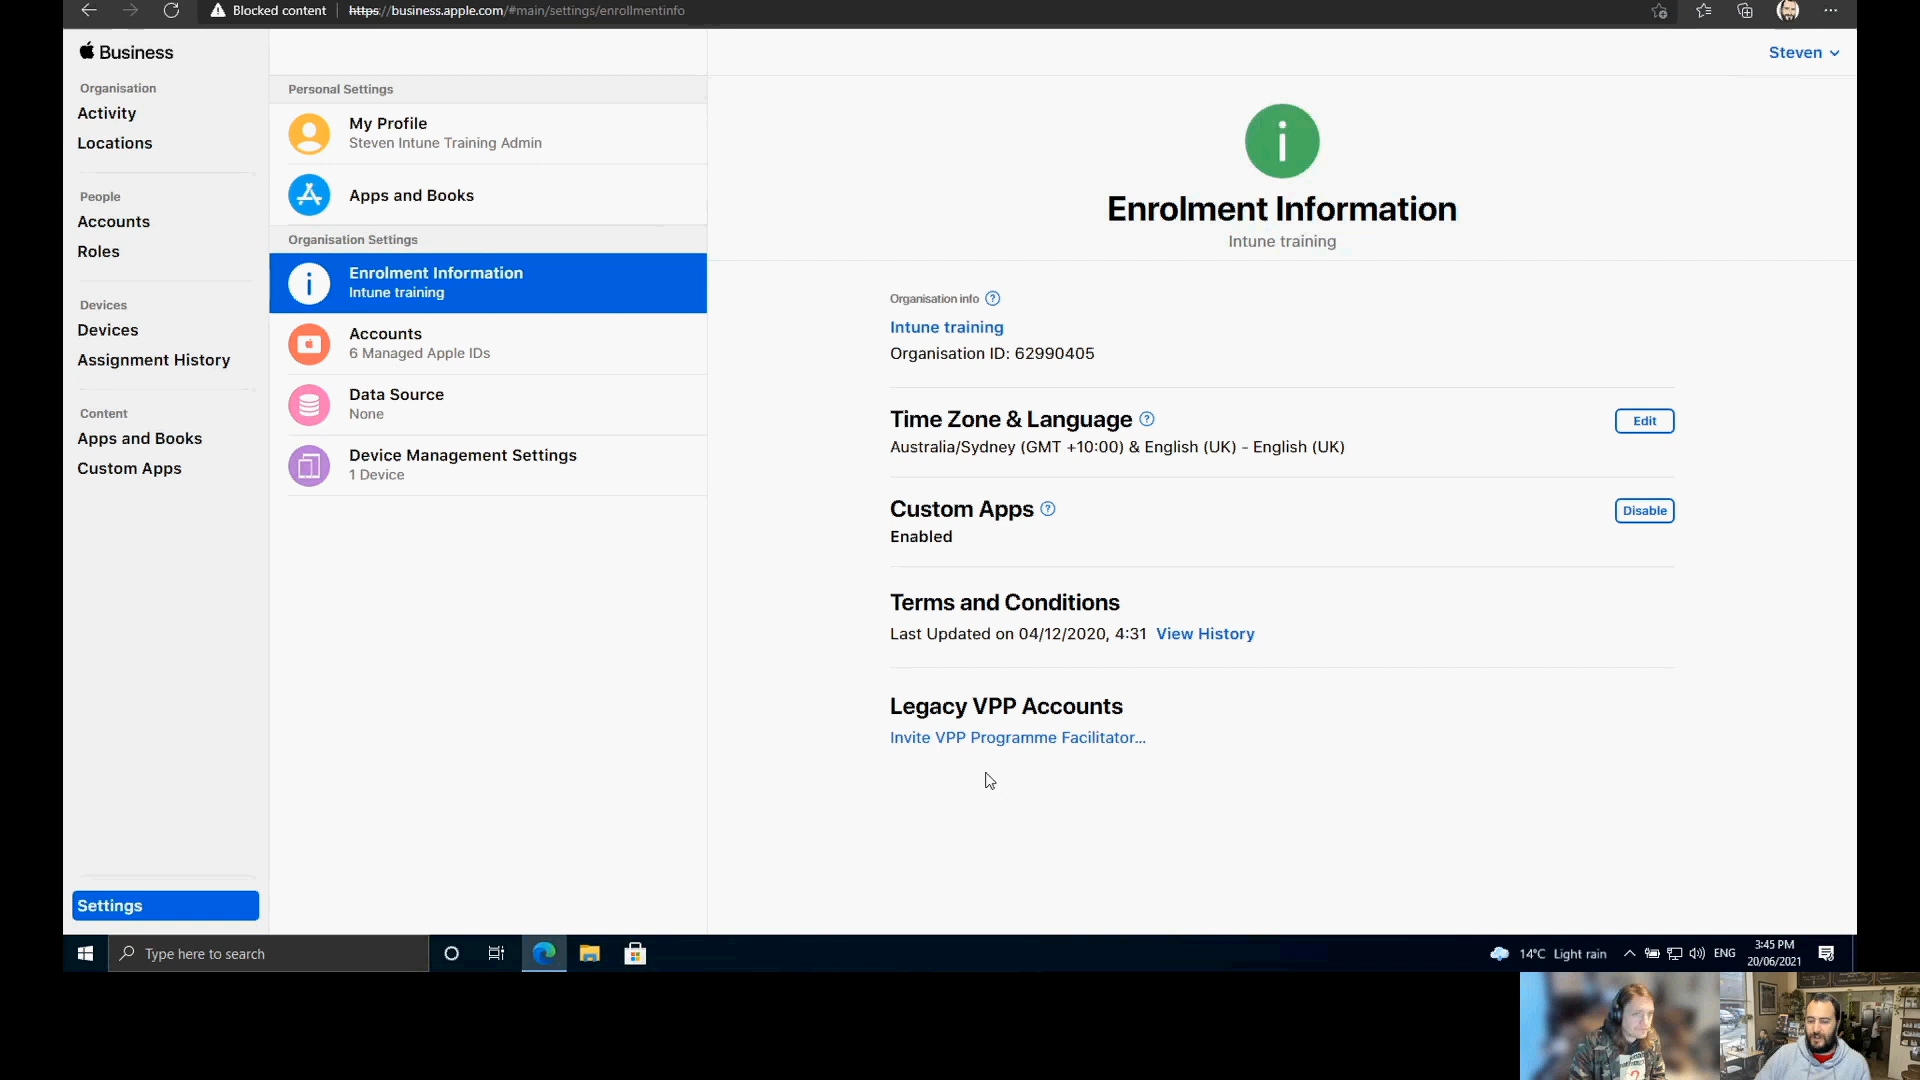 Blocked content
https://business.apple.com/#main/settings/enrollmentinfo
Business
Steven
Organisation
Activity
Locations
People
Accounts
Roles
Devices
Devices
Assignment History
Content
Apps and Books
Custom Apps
Settings
Personal Settings
My Profile
Steven Intune Training Admin
Apps and Books
Organisation Settings
Enrolment Information
Intune training
Accounts
6 Managed Apple IDs
Data Source
None
Device Management Settings
1 Device
Enrolment Information
Intune training
Organisation info
Intune training
Organisation ID: 62990405
Time Zone & Language
Edit
Australia/Sydney (GMT +10:00) & English (UK) - English (UK)
Custom Apps
Disable
Enabled
Terms and Conditions
Last Updated on 04/12/2020, 4:31 View History
Legacy VPP Accounts
Invite VPP Programme Facilitator...
Type here to search
14°C Light rain
ENG
3:45 PM
20/06/2021